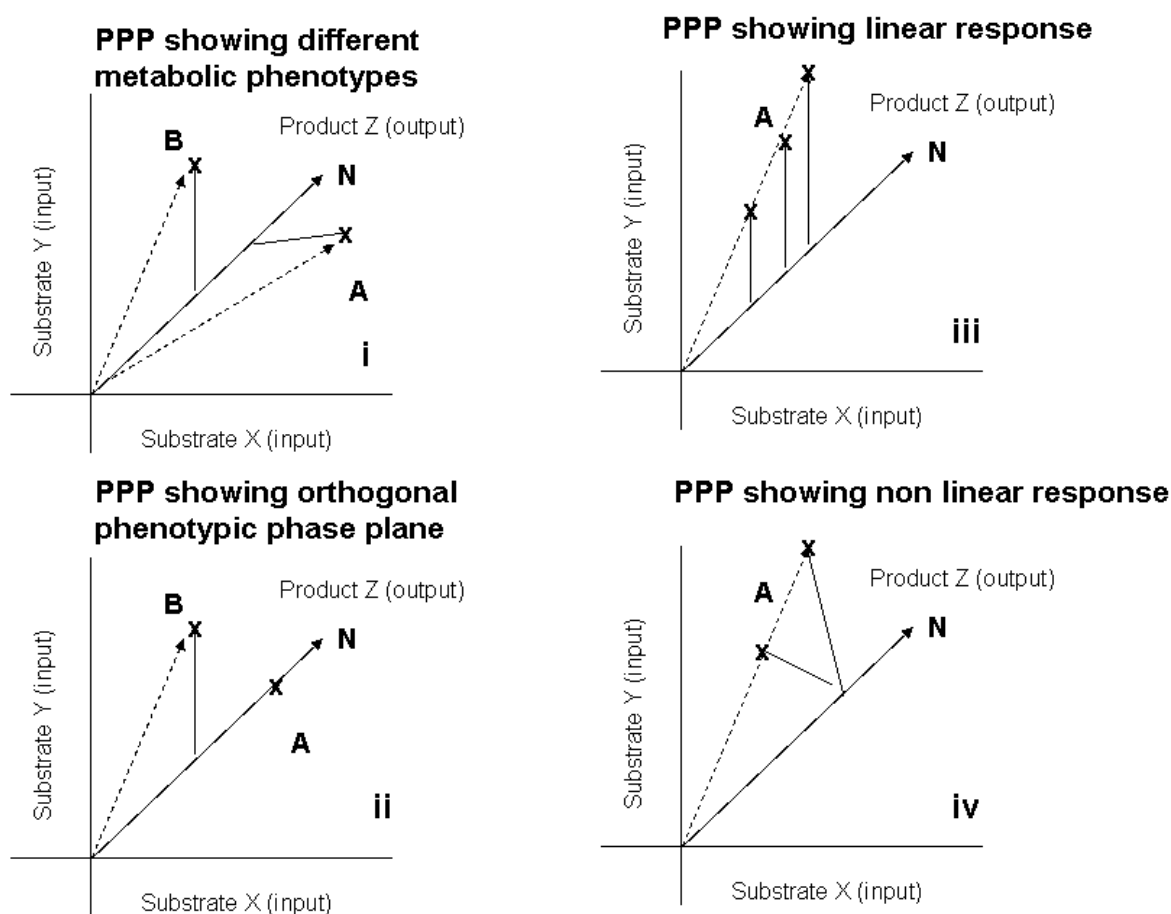 PPP showing different
metabolic phenotypes
Product Z (output)
B
X
N
X
A
Substrate Y (input)
i
Substrate X (input)
PPP showing linear response
X
Product Z (output)
A
X
N
X
Substrate Y (input)
iii
Substrate X (input)
PPP showing orthogonal
phenotypic phase plane
Product Z (output)
B
X
N
X
A
Substrate Y (input)
ii
Substrate X (input)
PPP showing non linear response
X
Product Z (output)
A
N
X
Substrate Y (input)
iv
Substrate X (input)